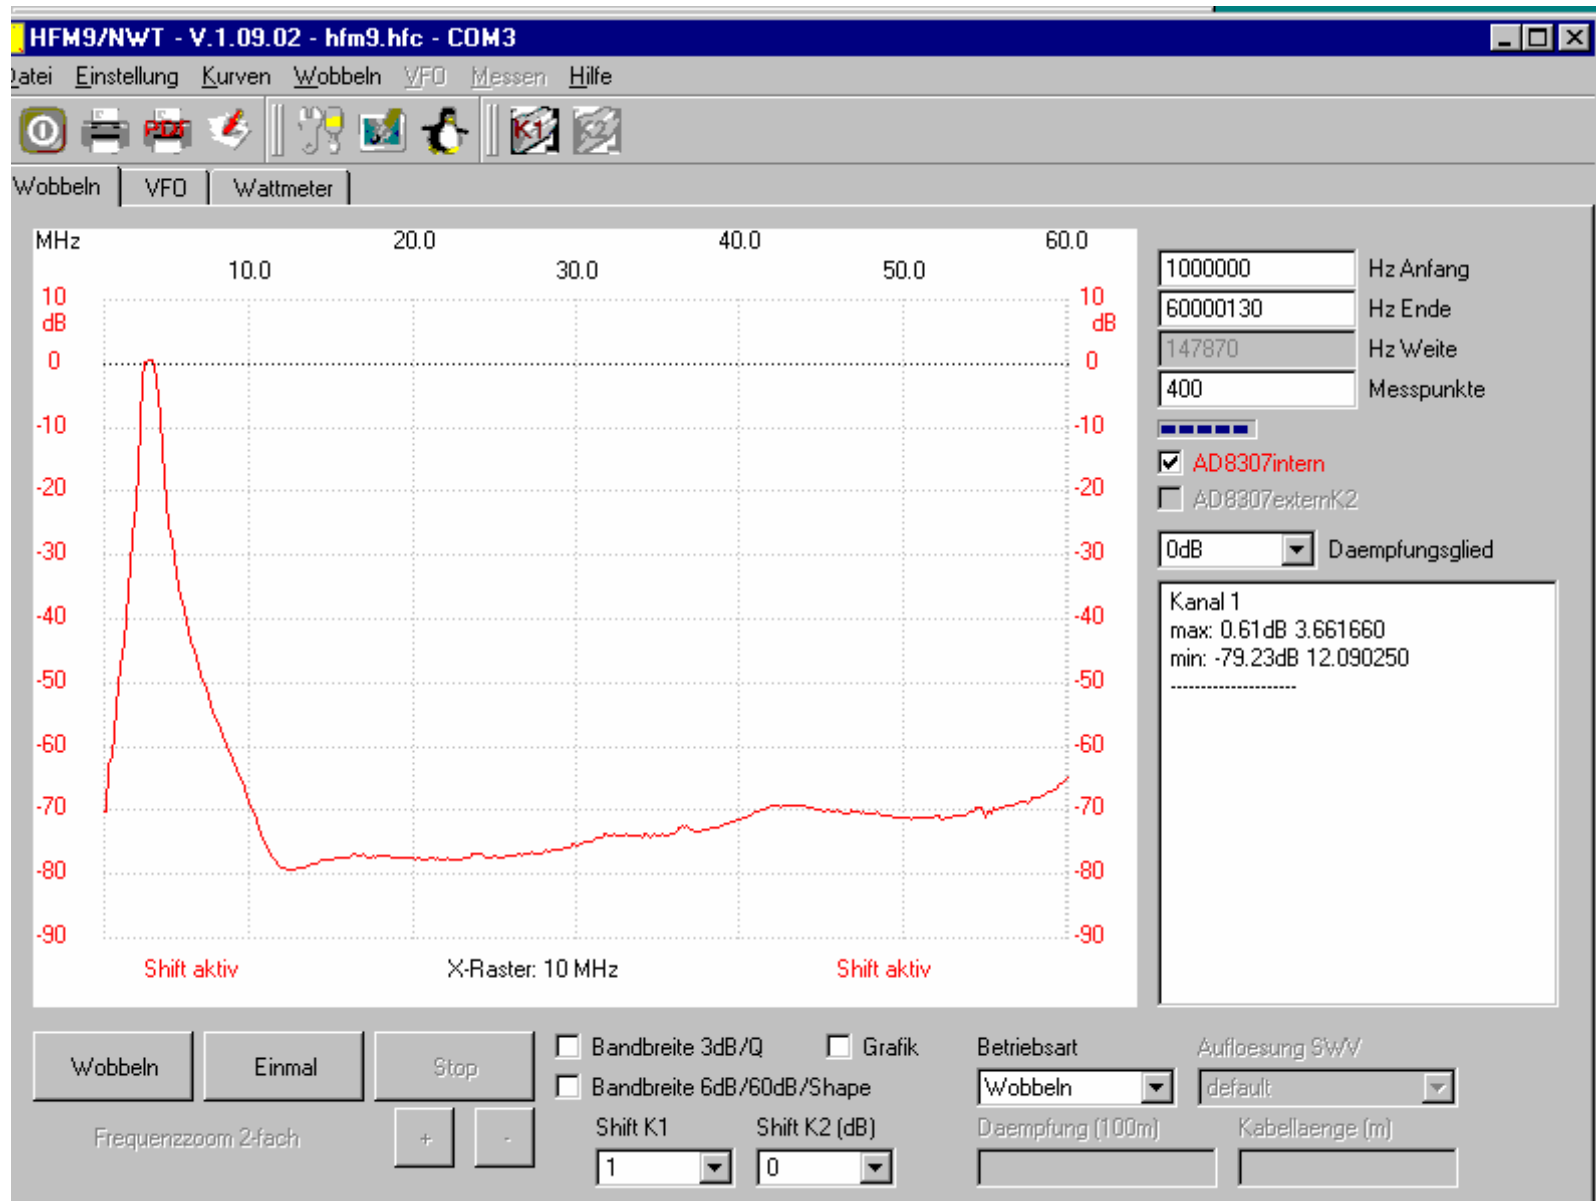 HFM9/NWT - V.1.09.02 - hfm9.hfc - COM3
Datei Einstellung Kurven Wobbeln VFO Messen Hilfe
PDF K1 K2
Wobbeln VFO Wattmeter
MHz 20.0 40.0 60.0
10.0 30.0 50.0
10 10
dB dB
0 0
-10 -10
-20 -20
-30 -30
-40 -40
-50 -50
-60 -60
-70 -70
-80 -80
-90 -90
Shift aktiv X-Raster: 10 MHz Shift aktiv
1000000 Hz Anfang
60000130 Hz Ende
147870 Hz Weite
400 Messpunkte
AD8307intern
AD8307externK2
0dB Daempfungsglied
Kanal 1
max: 0.61dB 3.661660
min: -79.23dB 12.090250
---------------------
Wobbeln Einmal Stop
Frequenzzoom 2-fach + -
Bandbreite 3dB/Q Grafik
Bandbreite 6dB/60dB/Shape
Shift K1 Shift K2 (dB)
1 0
Betriebsart Aufloesung SWV
Wobbeln default
Daempfung (100m) Kabellaenge (m)